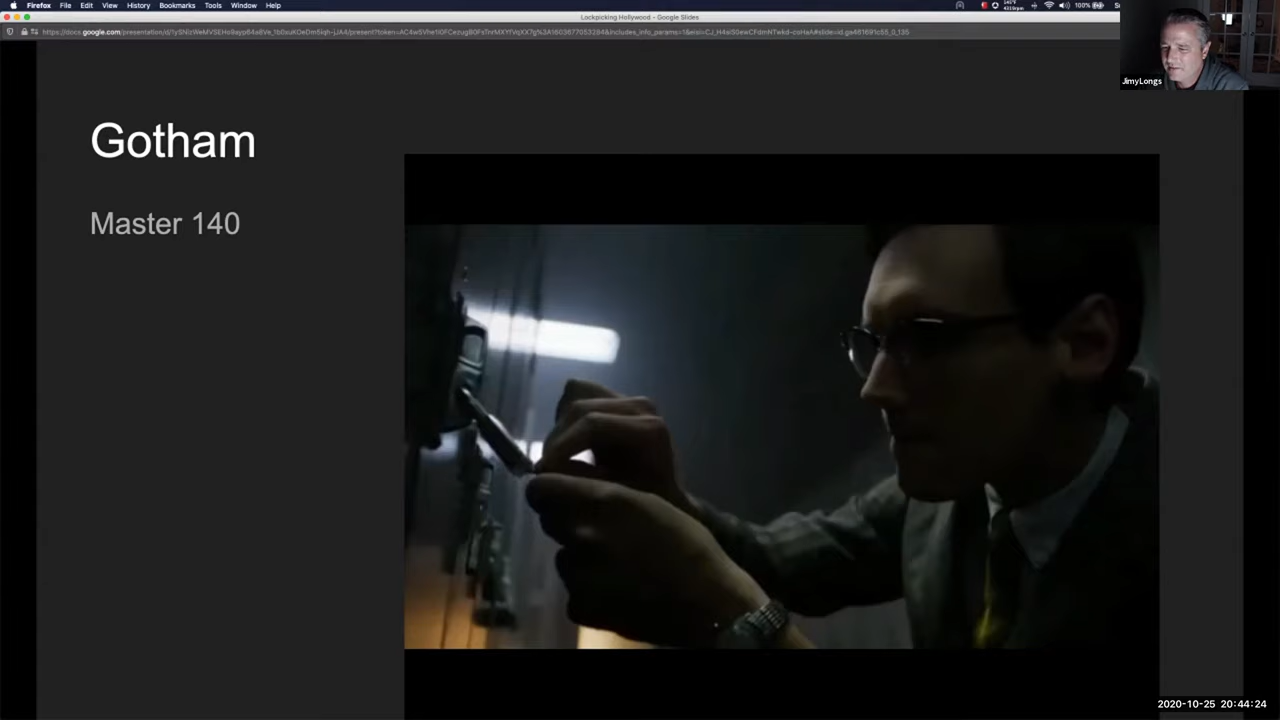 Firefox File Edit View History Bookmarks Tools Window Help
100%
Lockpicking Hollywood - Google Slides
JimyLongs
Gotham
Master 140
2020-10-25 20:44:24